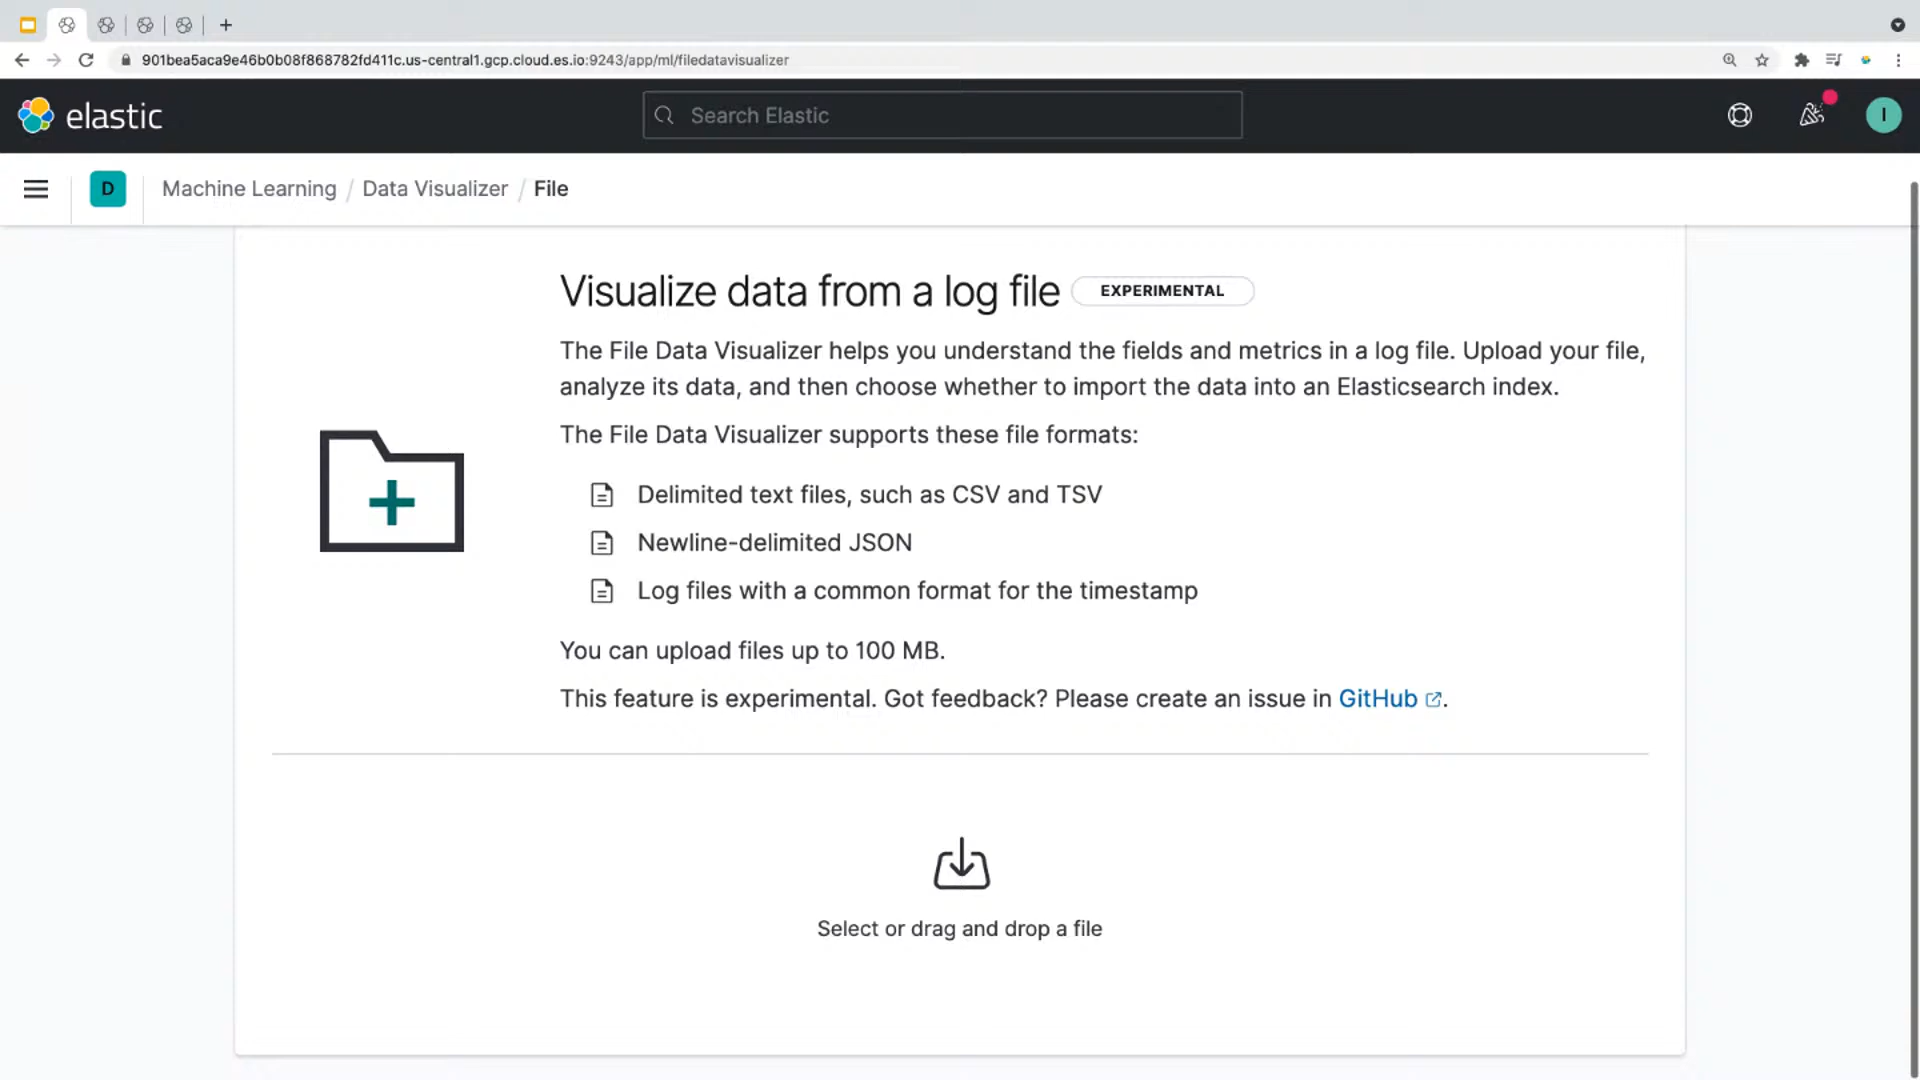 901bea5aca9e46b0b08f868782fd411c.us-central1.gcp.cloud.es.io:9243/app/ml/filedatavisualizer
elastic
Search Elastic
I
D
Machine Learning / Data Visualizer / File
Visualize data from a log file EXPERIMENTAL
The File Data Visualizer helps you understand the fields and metrics in a log file. Upload your file,
analyze its data, and then choose whether to import the data into an Elasticsearch index.
The File Data Visualizer supports these file formats:
Delimited text files, such as CSV and TSV
Newline-delimited JSON
Log files with a common format for the timestamp
You can upload files up to 100 MB.
This feature is experimental. Got feedback? Please create an issue in GitHub.
Select or drag and drop a file